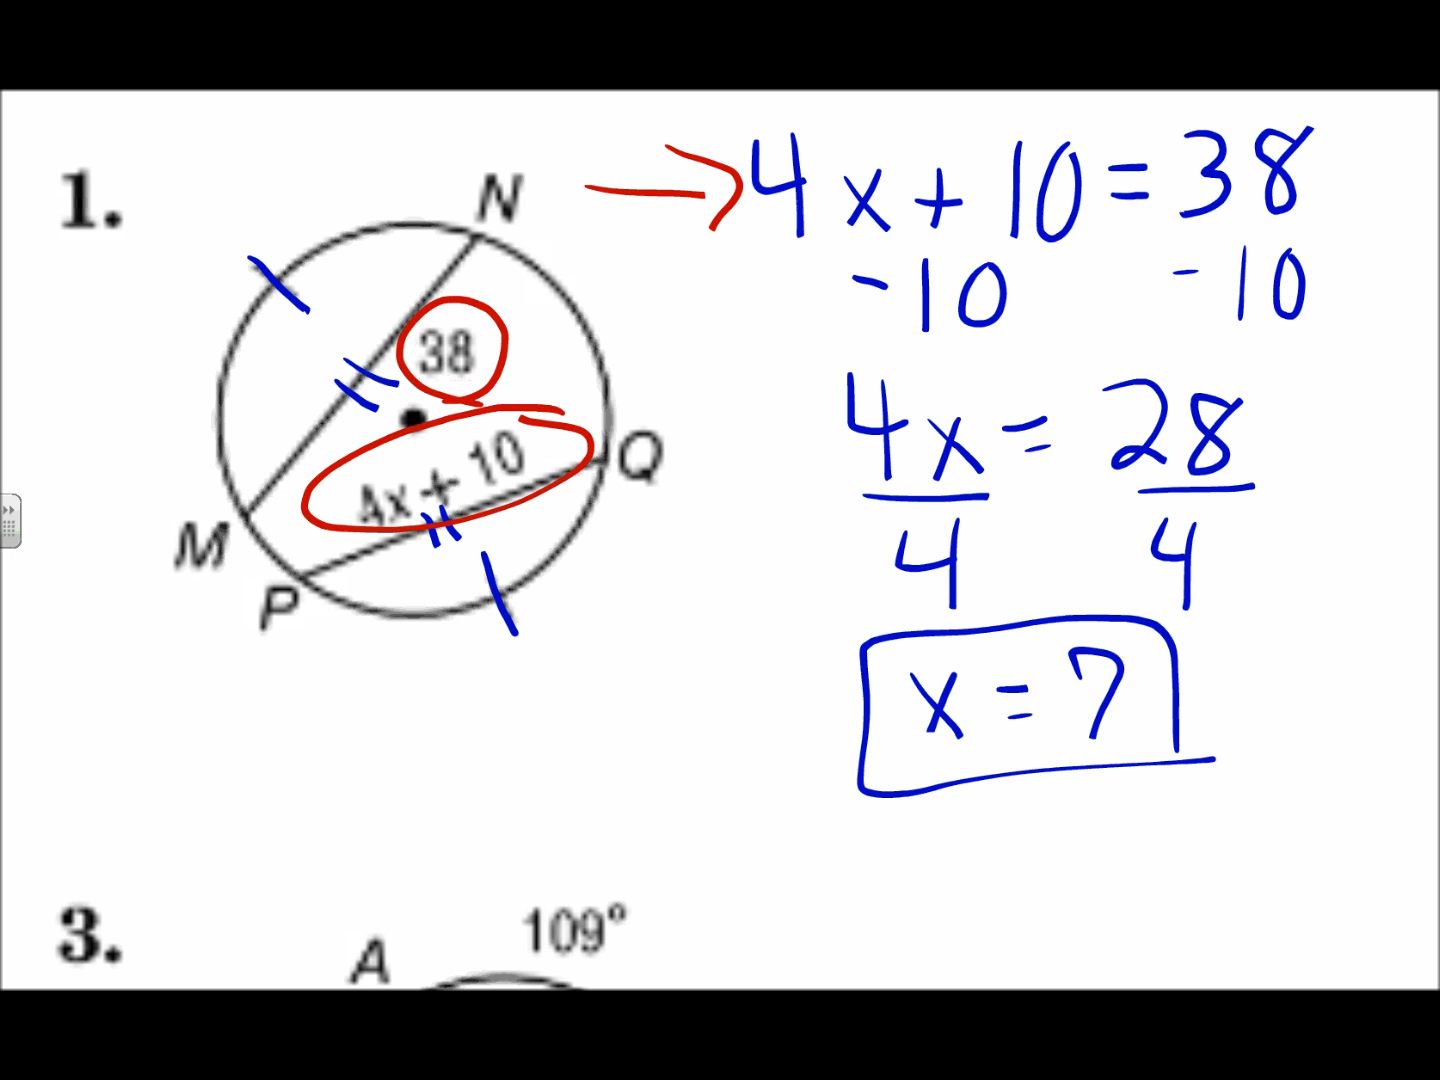 1.
N
38
4x + 10
Q
M
P
4x + 10 = 38
- 10 - 10
4x = 28
4 4
x = 7
3.
A
109°